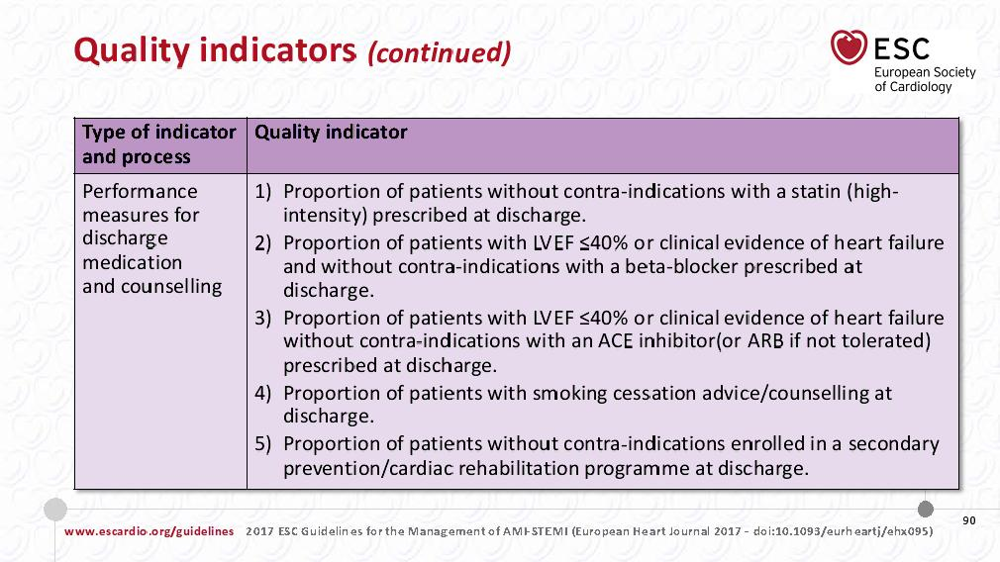 Quality indicators (continued)
ESC
European Society
of Cardiology
Type of indicator
and process
Quality indicator
Performance
measures for
discharge
medication
and counselling
1) Proportion of patients without contra-indications with a statin (high-
intensity) prescribed at discharge.
2) Proportion of patients with LVEF ≤40% or clinical evidence of heart failure
and without contra-indications with a beta-blocker prescribed at
discharge.
3) Proportion of patients with LVEF ≤40% or clinical evidence of heart failure
without contra-indications with an ACE inhibitor(or ARB if not tolerated)
prescribed at discharge.
4) Proportion of patients with smoking cessation advice/counselling at
discharge.
5) Proportion of patients without contra-indications enrolled in a secondary
prevention/cardiac rehabilitation programme at discharge.
90
www.escardio.org/guidelines 2017 ESC Guidelines for the Management of AMI-STEMI (European Heart Journal 2017 - doi:10.1093/eurheartj/ehx095)